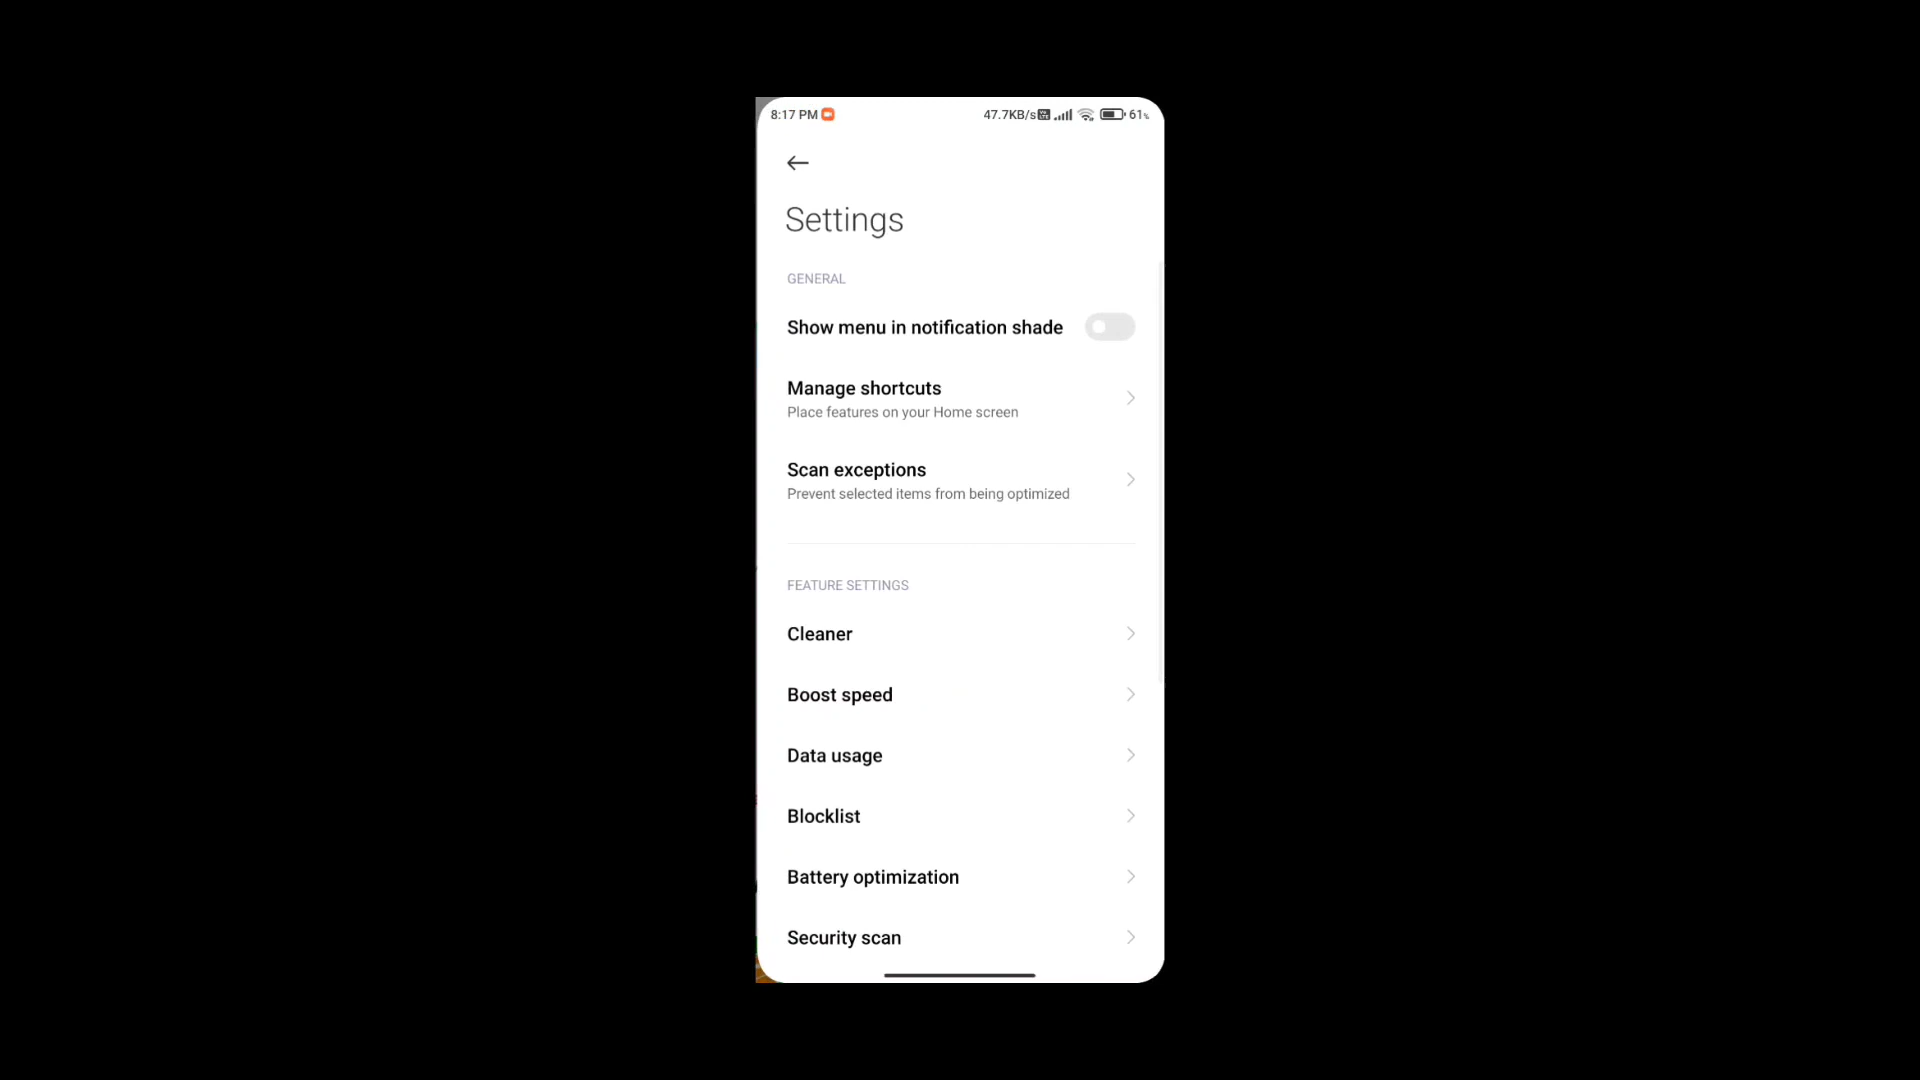 8:17 PM 47.7KB/s 61%
Settings
GENERAL
Show menu in notification shade
Manage shortcuts
Place features on your Home screen
Scan exceptions
Prevent selected items from being optimized
FEATURE SETTINGS
Cleaner
Boost speed
Data usage
Blocklist
Battery optimization
Security scan